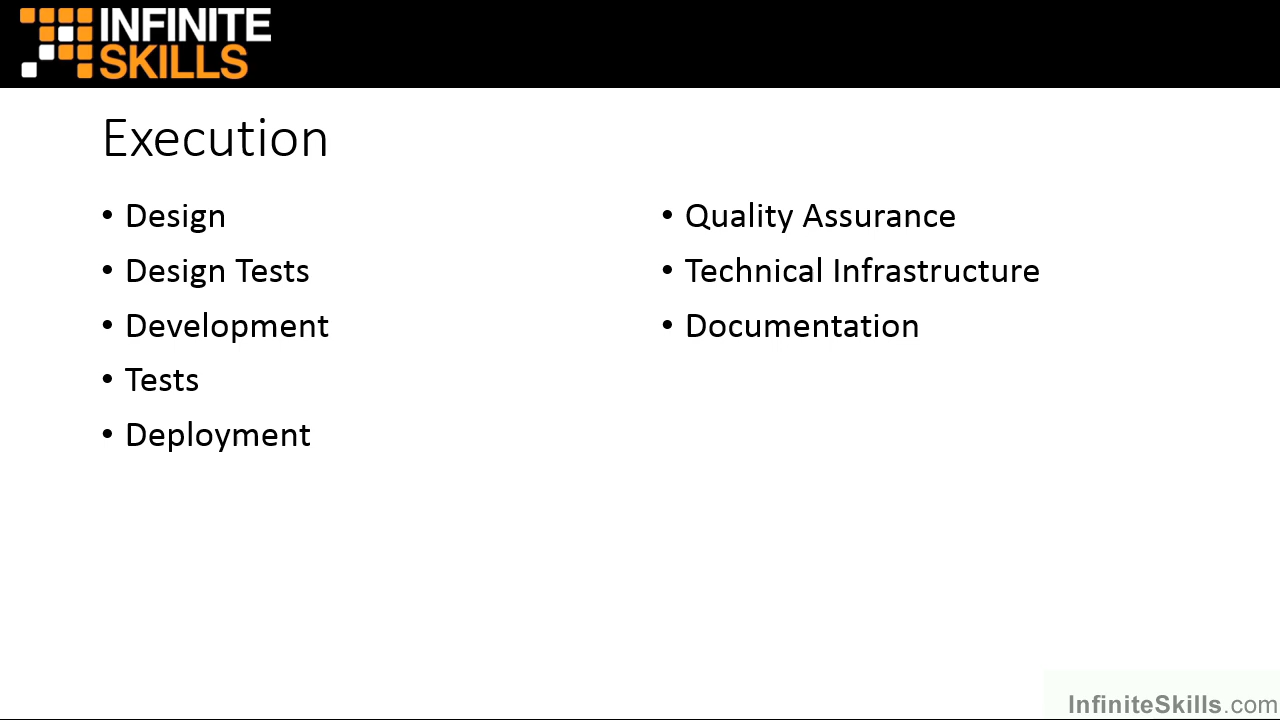 INFINITE
SKILLS
Execution
• Design
• Design Tests
• Development
• Tests
• Deployment
• Quality Assurance
• Technical Infrastructure
• Documentation
InfiniteSkills.com